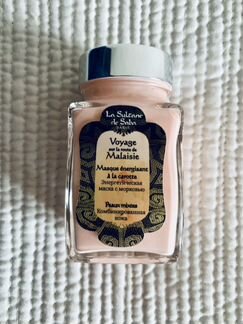 La Sultane
de Saba
PARIS
Voyage
sur la route de
Malaisie
Masque énergisant
à la carotte
Энергетическая
маска с морковью
Peaux mixtes
Комбинированная
кожа